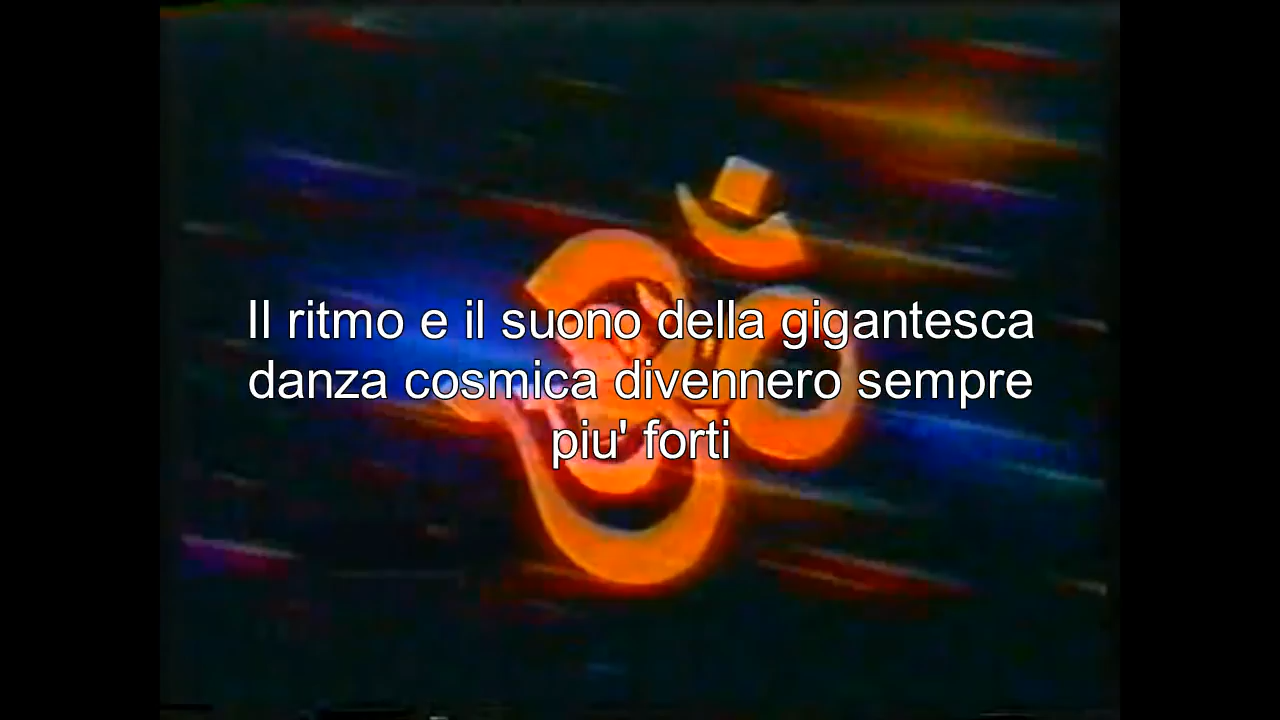 Il ritmo e il suono della gigantesca
danza cosmica divennero sempre
piu' forti